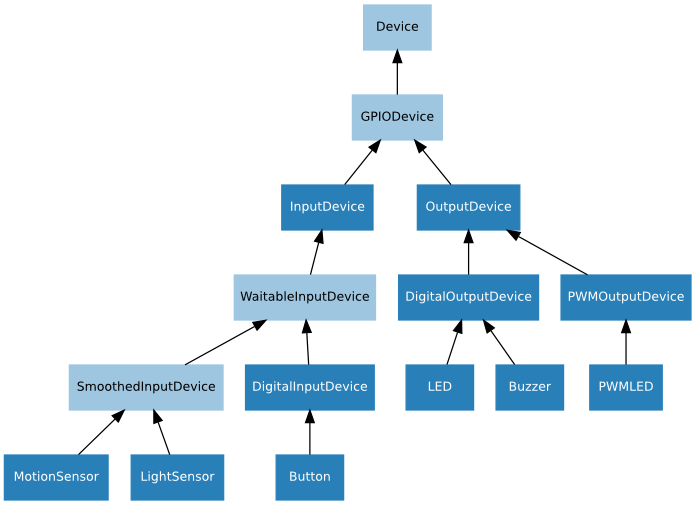 Device
GPIODevice
InputDevice
OutputDevice
WaitableInputDevice
DigitalOutputDevice
PWMOutputDevice
SmoothedInputDevice
DigitalInputDevice
LED
Buzzer
PWMLED
MotionSensor
LightSensor
Button